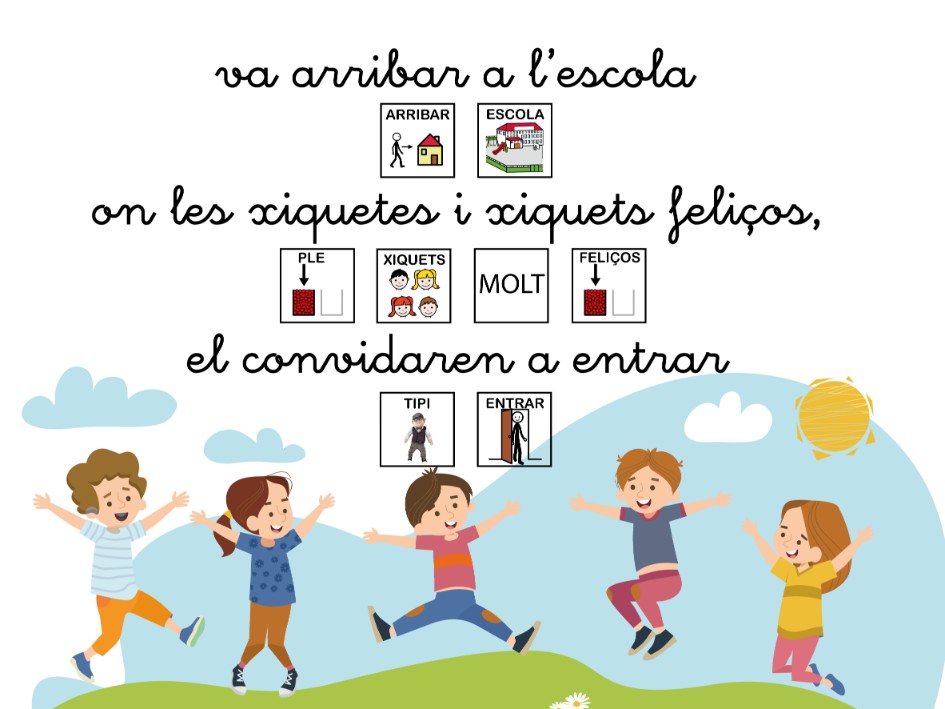 va arribar a l'escola
ARRIBAR ESCOLA
on les xiquetes i xiquets feliços,
PLE XIQUETS MOLT FELIÇOS
el convidaren a entrar
TIPI ENTRAR